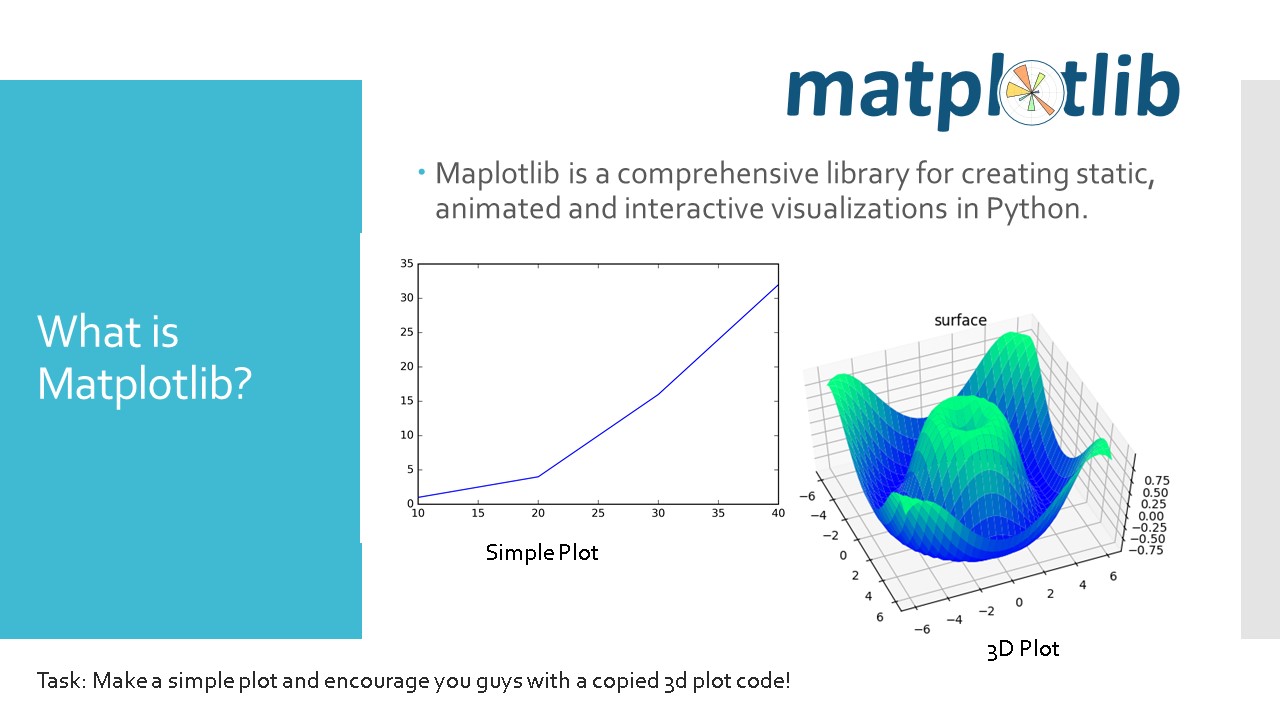 matplotlib
Maplotlib is a comprehensive library for creating static,
animated and interactive visualizations in Python.
What is
Matplotlib?
35
30
25
20
15
10
5
0
10 15 20 25 30 35 40
Simple Plot
surface
−6
−4
−2
0
2
4
6
−6 −4 −2 0 2 4 6
0.75
0.50
0.25
0.00
−0.25
−0.50
−0.75
3D Plot
Task: Make a simple plot and encourage you guys with a copied 3d plot code!